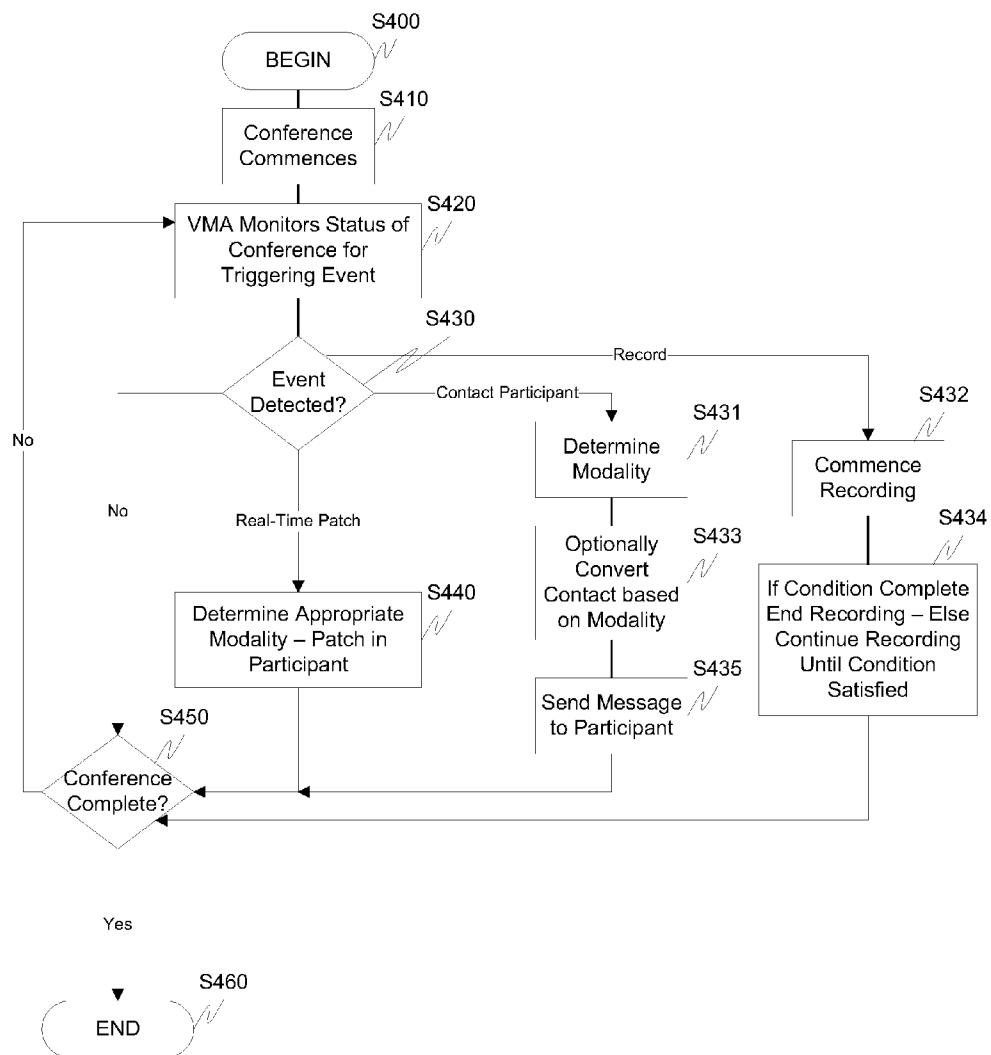 S400
BEGIN
S410
Conference
Commences
S420
VMA Monitors Status of
Conference for
Triggering Event
S430
Event
Detected?
Record
Contact Participant
No
No
Real-Time Patch
S431
Determine
Modality
S432
Commence
Recording
S433
Optionally
Convert
Contact based
on Modality
S434
If Condition Complete
End Recording – Else
Continue Recording
Until Condition
Satisfied
S440
Determine Appropriate
Modality – Patch in
Participant
S435
Send Message
to Participant
S450
Conference
Complete?
Yes
S460
END